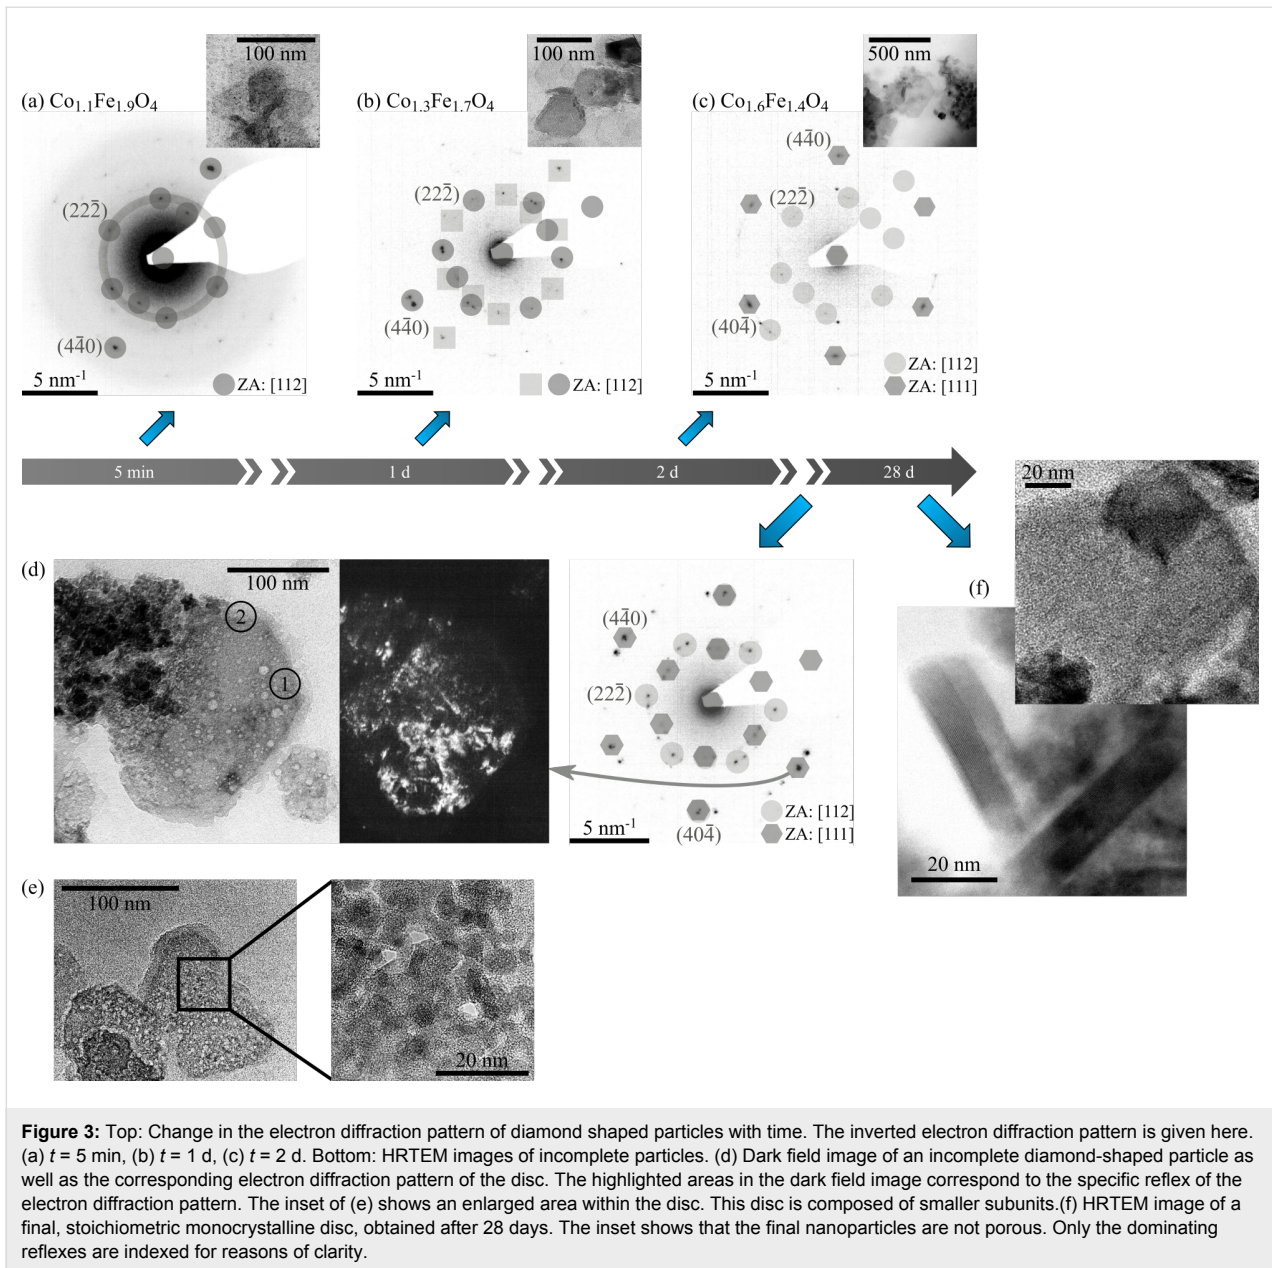 100 nm
100 nm
500 nm
(a) Co1.1Fe1.9O4
(b) Co1.3Fe1.7O4
(c) Co1.6Fe1.4O4
(44̅0)
(222̅)
(222̅)
(222̅)
(44̅0)
(44̅0)
(404̅)
5 nm-1
ZA: [112]
5 nm-1
ZA: [112]
5 nm-1
ZA: [112]
ZA: [111]
5 min
1 d
2 d
28 d
20 nm
(d)
100 nm
2
1
(44̅0)
(222̅)
(404̅)
5 nm-1
ZA: [112]
ZA: [111]
(f)
20 nm
(e)
100 nm
20 nm
Figure 3: Top: Change in the electron diffraction pattern of diamond shaped particles with time. The inverted electron diffraction pattern is given here.
(a) t = 5 min, (b) t = 1 d, (c) t = 2 d. Bottom: HRTEM images of incomplete particles. (d) Dark field image of an incomplete diamond-shaped particle as
well as the corresponding electron diffraction pattern of the disc. The highlighted areas in the dark field image correspond to the specific reflex of the
electron diffraction pattern. The inset of (e) shows an enlarged area within the disc. This disc is composed of smaller subunits.(f) HRTEM image of a
final, stoichiometric monocrystalline disc, obtained after 28 days. The inset shows that the final nanoparticles are not porous. Only the dominating
reflexes are indexed for reasons of clarity.